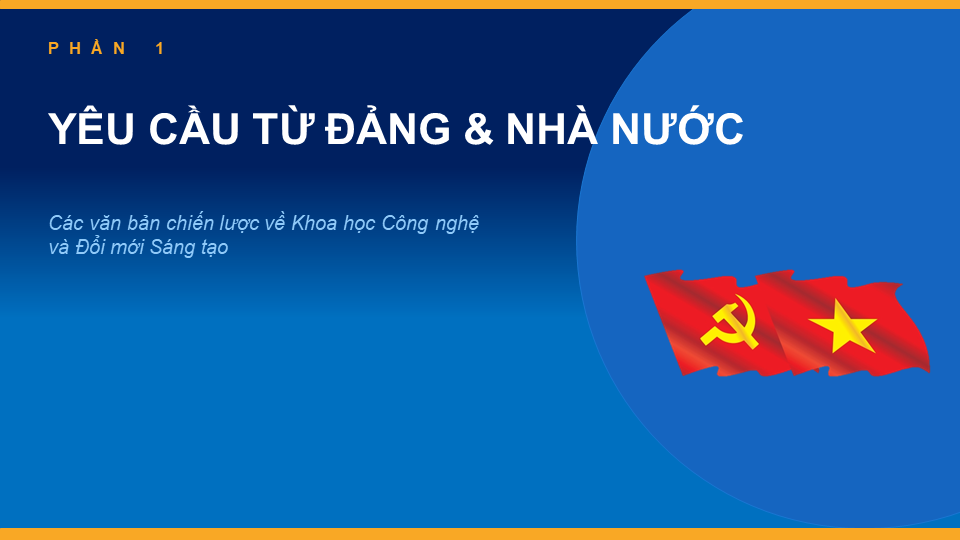 PHẦN 1
YÊU CẦU TỪ ĐẢNG & NHÀ NƯỚC
Các văn bản chiến lược về Khoa học Công nghệ
và Đổi mới Sáng tạo